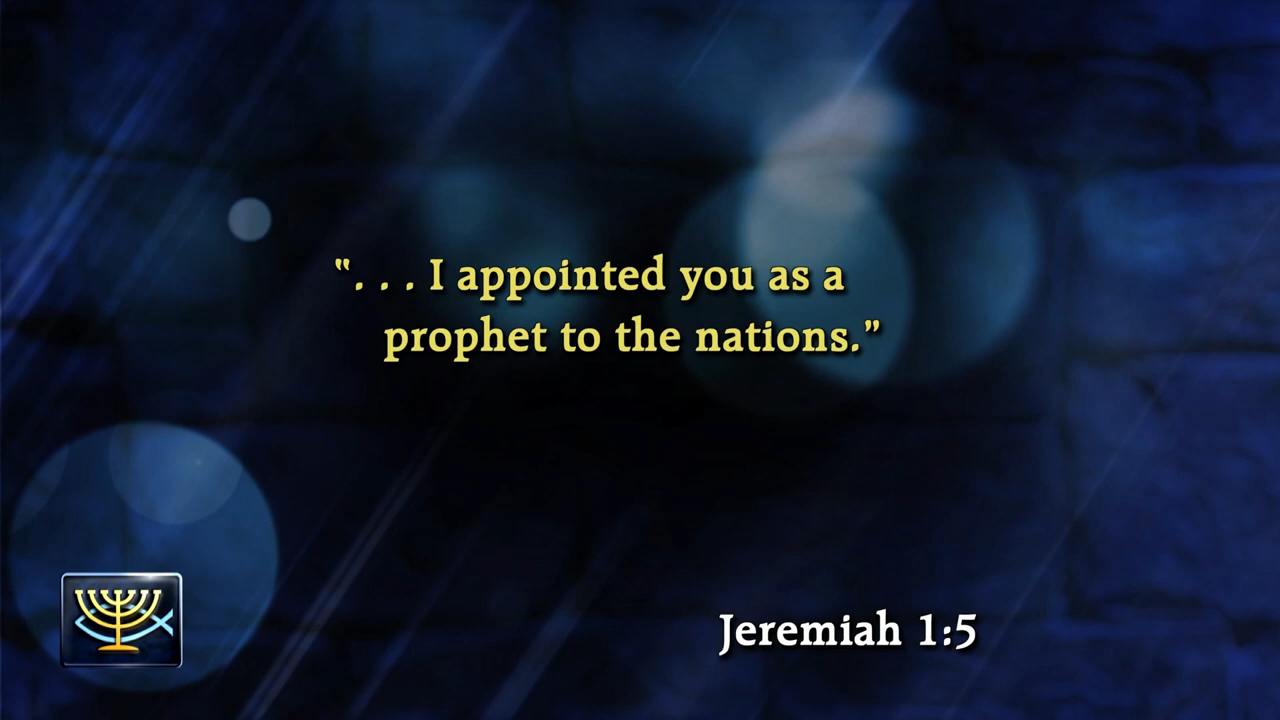 “. . . I appointed you as a
prophet to the nations.”
Jeremiah 1:5